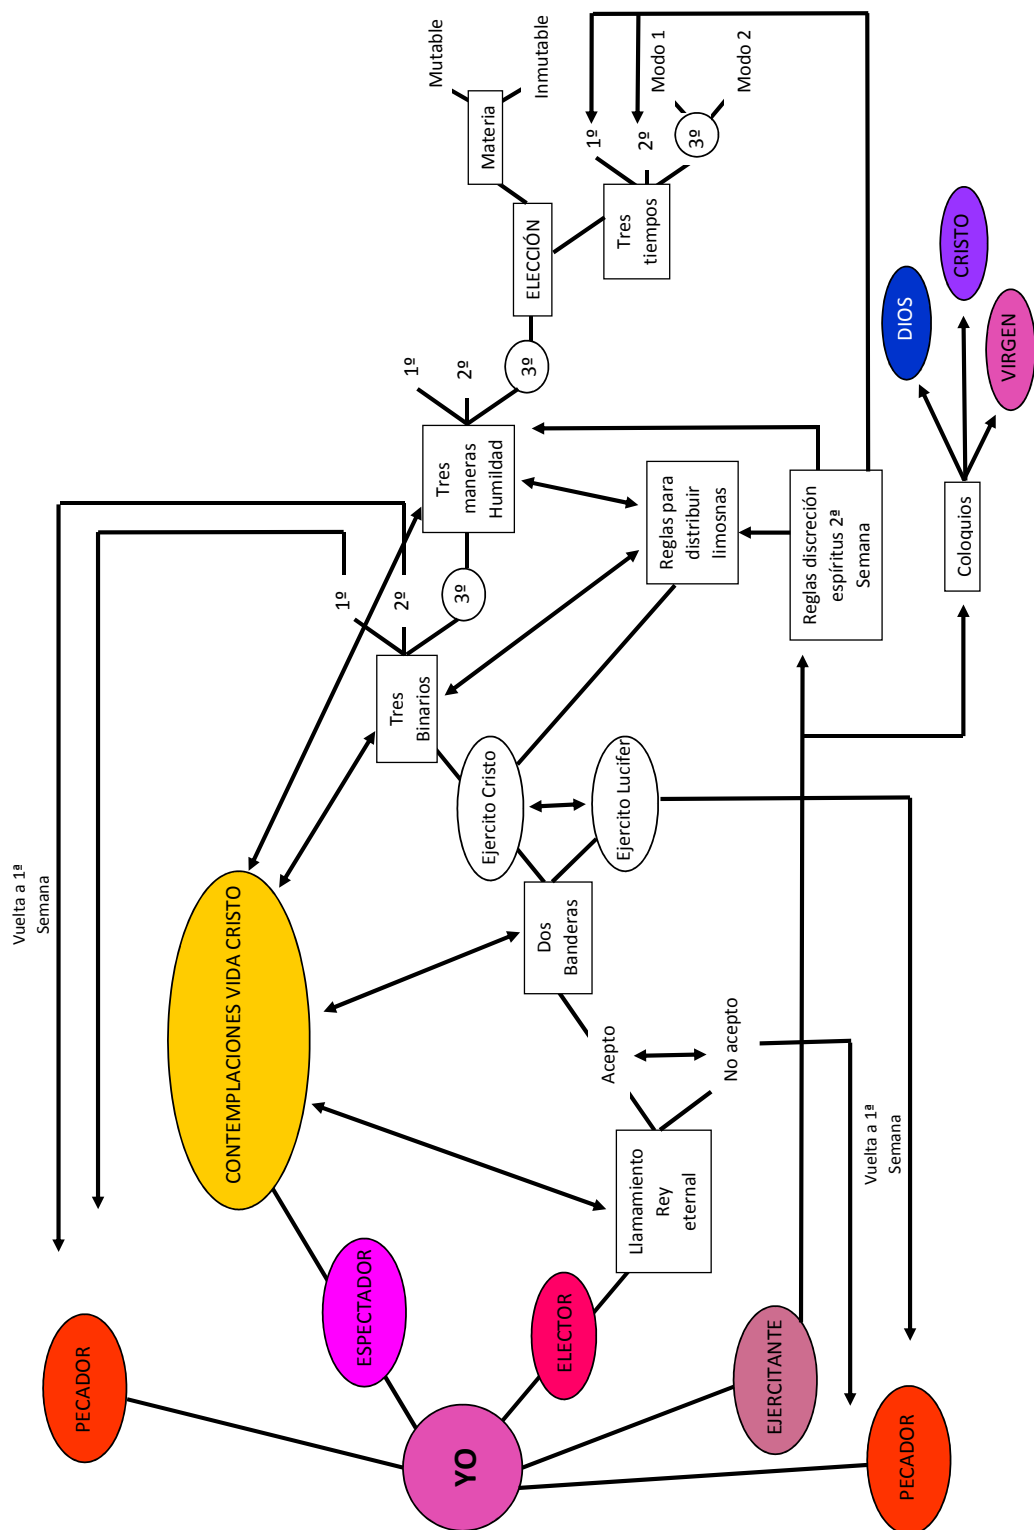 Vuelta a 1ª
Semana
PECADOR
CONTEMPLACIONES VIDA CRISTO
ESPECTADOR
YO
ELECTOR
EJERCITANTE
PECADOR
Llamamiento
Rey
eternal
Acepto
No acepto
Vuelta a 1ª
Semana
Dos
Banderas
Ejercito Cristo
Ejercito Lucifer
Tres
Binarios
1º
2º
3º
Tres
maneras
Humildad
1º
2º
3º
Reglas para
distribuir
limosnas
Reglas discreción
espíritus 2ª
Semana
Coloquios
DIOS
CRISTO
VIRGEN
ELECCIÓN
Materia
Mutable
Inmutable
Tres
tiempos
1º
2º
3º
Modo 1
Modo 2